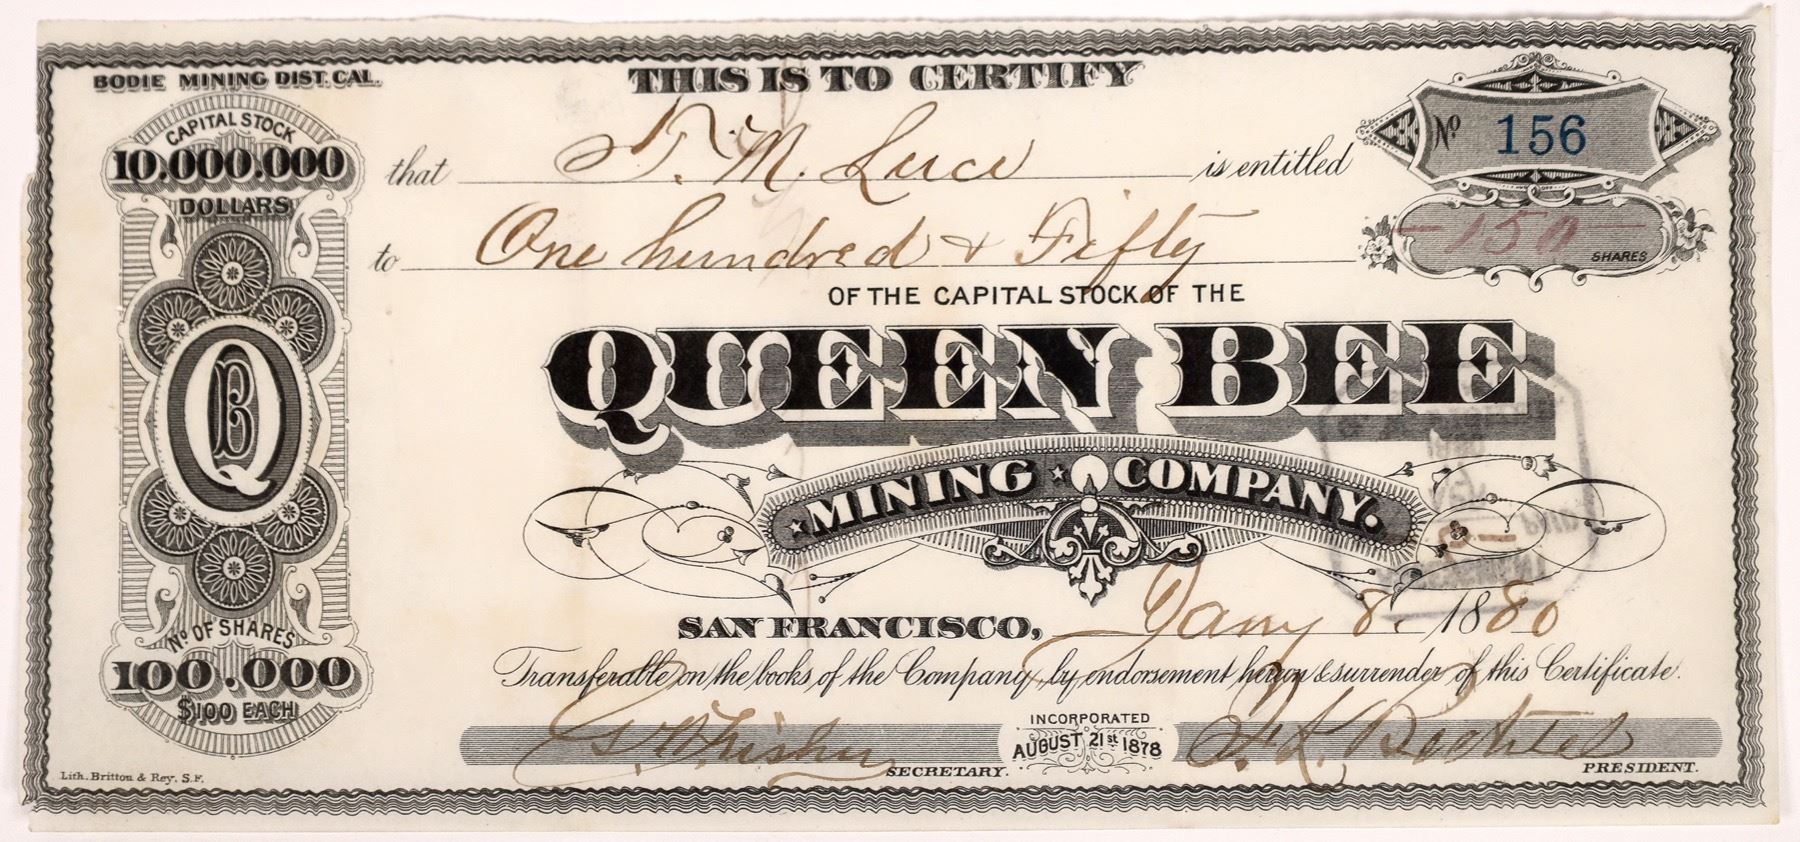 BODIE MINING DIST. CAL.
THIS IS TO CERTIFY
CAPITAL STOCK
10.000.000
DOLLARS
Nº 156
that T. M. Luce is entitled
to One hundred & Fifty
150 SHARES
OF THE CAPITAL STOCK OF THE
QUEEN BEE
QB
MINING COMPANY.
SAN FRANCISCO, Jany 8. 1880
Nº OF SHARES
100.000
$100 EACH
Transferable on the books of the Company, by endorsement hereon & surrender of this Certificate.
INCORPORATED
AUGUST 21st 1878
SECRETARY.
F. K. Bechtel
PRESIDENT.
Lith. Britton & Rey. S.F.